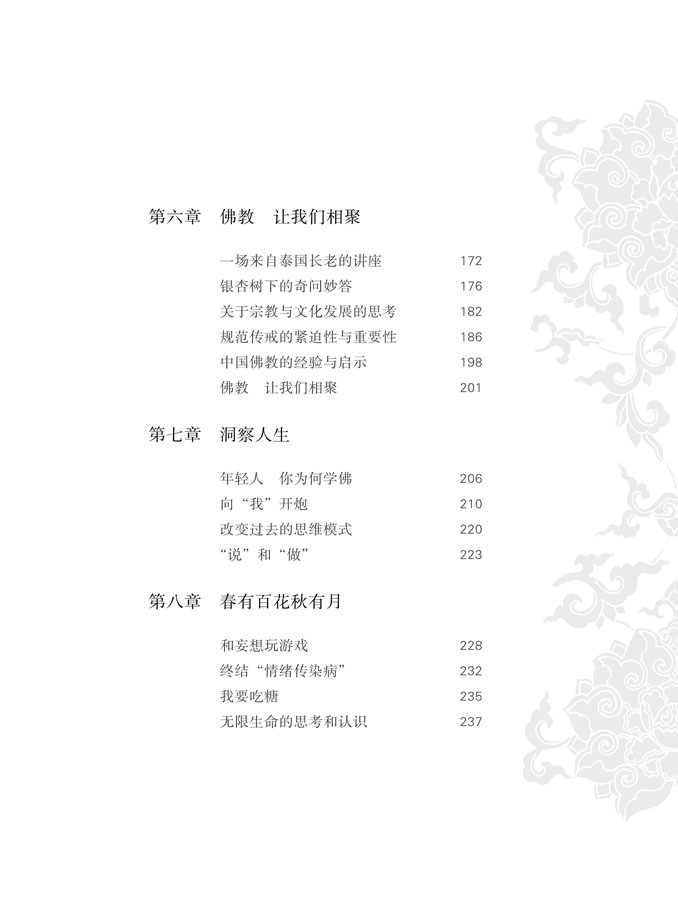 第六章　佛教　让我们相聚
一场来自泰国长老的讲座 172
银杏树下的奇问妙答 176
关于宗教与文化发展的思考 182
规范传戒的紧迫性与重要性 186
中国佛教的经验与启示 198
佛教　让我们相聚 201
第七章　洞察人生
年轻人　你为何学佛 206
向“我”开炮 210
改变过去的思维模式 220
“说”和“做” 223
第八章　春有百花秋有月
和妄想玩游戏 228
终结“情绪传染病” 232
我要吃糖 235
无限生命的思考和认识 237